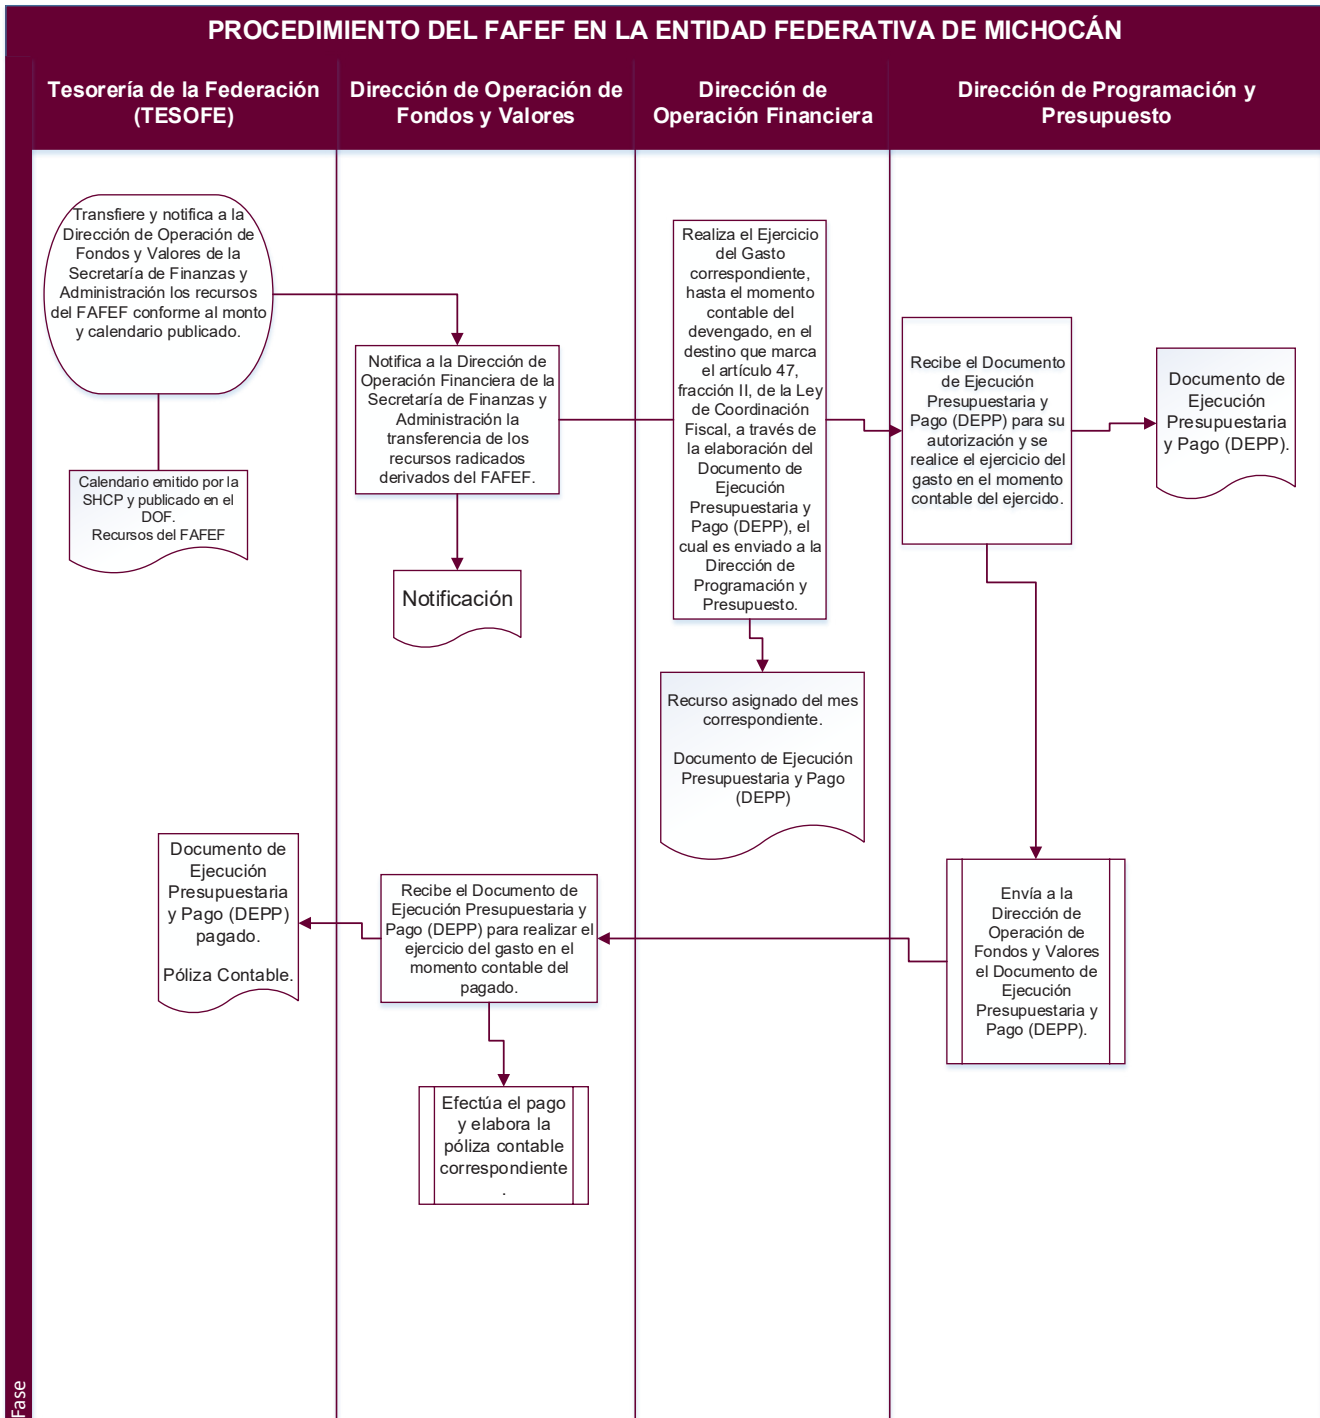 PROCEDIMIENTO DEL FAFEF EN LA ENTIDAD FEDERATIVA DE MICHOCÁN
Tesorería de la Federación
(TESOFE)
Dirección de Operación de
Fondos y Valores
Dirección de
Operación Financiera
Dirección de Programación y
Presupuesto
Transfiere y notifica a la
Dirección de Operación de
Fondos y Valores de la
Secretaría de Finanzas y
Administración los recursos
del FAFEF conforme al monto
y calendario publicado.
Calendario emitido por la
SHCP y publicado en el
DOF.
Recursos del FAFEF
Notifica a la Dirección de
Operación Financiera de la
Secretaría de Finanzas y
Administración la
transferencia de los
recursos radicados
derivados del FAFEF.
Notificación
Realiza el Ejercicio
del Gasto
correspondiente,
hasta el momento
contable del
devengado, en el
destino que marca
el artículo 47,
fracción II, de la Ley
de Coordinación
Fiscal, a través de
la elaboración del
Documento de
Ejecución
Presupuestaria y
Pago (DEPP), el
cual es enviado a la
Dirección de
Programación y
Presupuesto.
Recurso asignado del mes
correspondiente.
Documento de Ejecución
Presupuestaria y Pago
(DEPP)
Recibe el Documento
de Ejecución
Presupuestaria y
Pago (DEPP) para su
autorización y se
realice el ejercicio del
gasto en el momento
contable del ejercido.
Documento de
Ejecución
Presupuestaria
y Pago (DEPP).
Envía a la
Dirección de
Operación de
Fondos y Valores
el Documento de
Ejecución
Presupuestaria y
Pago (DEPP).
Recibe el Documento de
Ejecución Presupuestaria y
Pago (DEPP) para realizar el
ejercicio del gasto en el
momento contable del
pagado.
Documento de
Ejecución
Presupuestaria
y Pago (DEPP)
pagado.
Póliza Contable.
Efectúa el pago
y elabora la
póliza contable
correspondiente
.
Fase